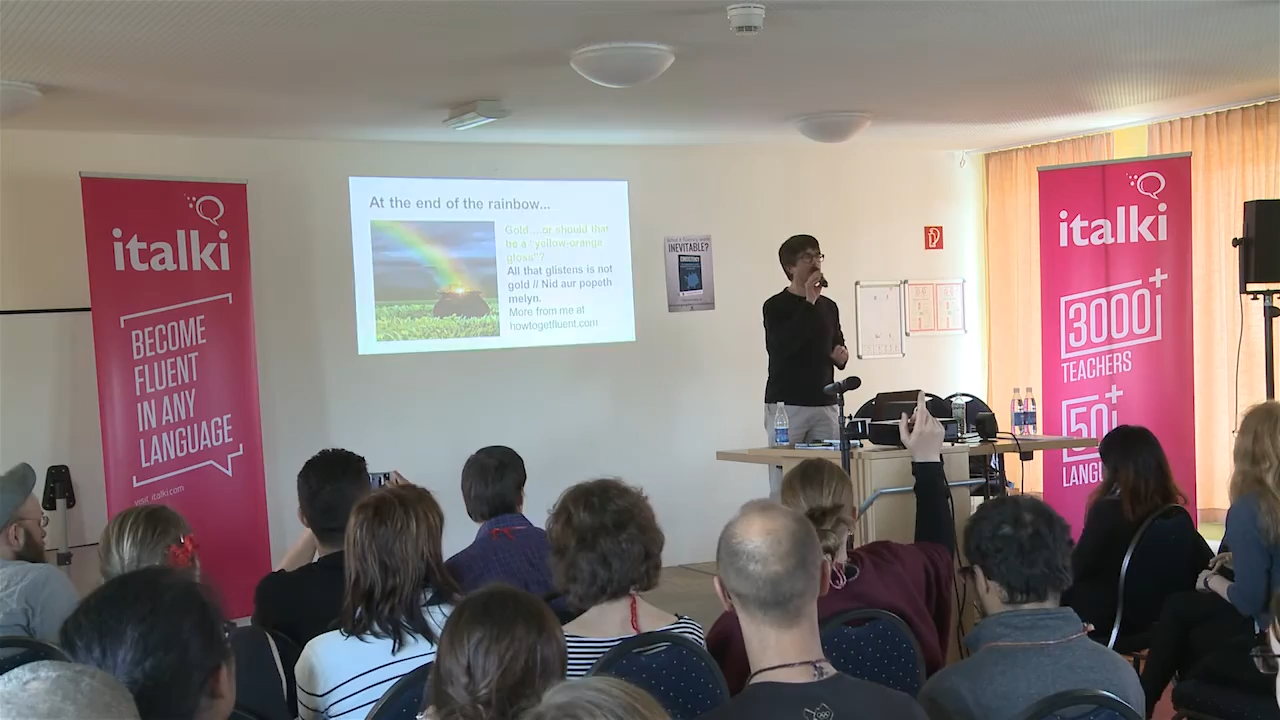 italki
BECOME
FLUENT
IN ANY
LANGUAGE
visit italki.com
At the end of the rainbow...
Gold....or should that
be a "yellow-orange
gloss"?
All that glistens is not
gold // Nid aur popeth
melyn.
More from me at
howtogetfluent.com
INEVITABLE?
italki
3000+
TEACHERS
50+